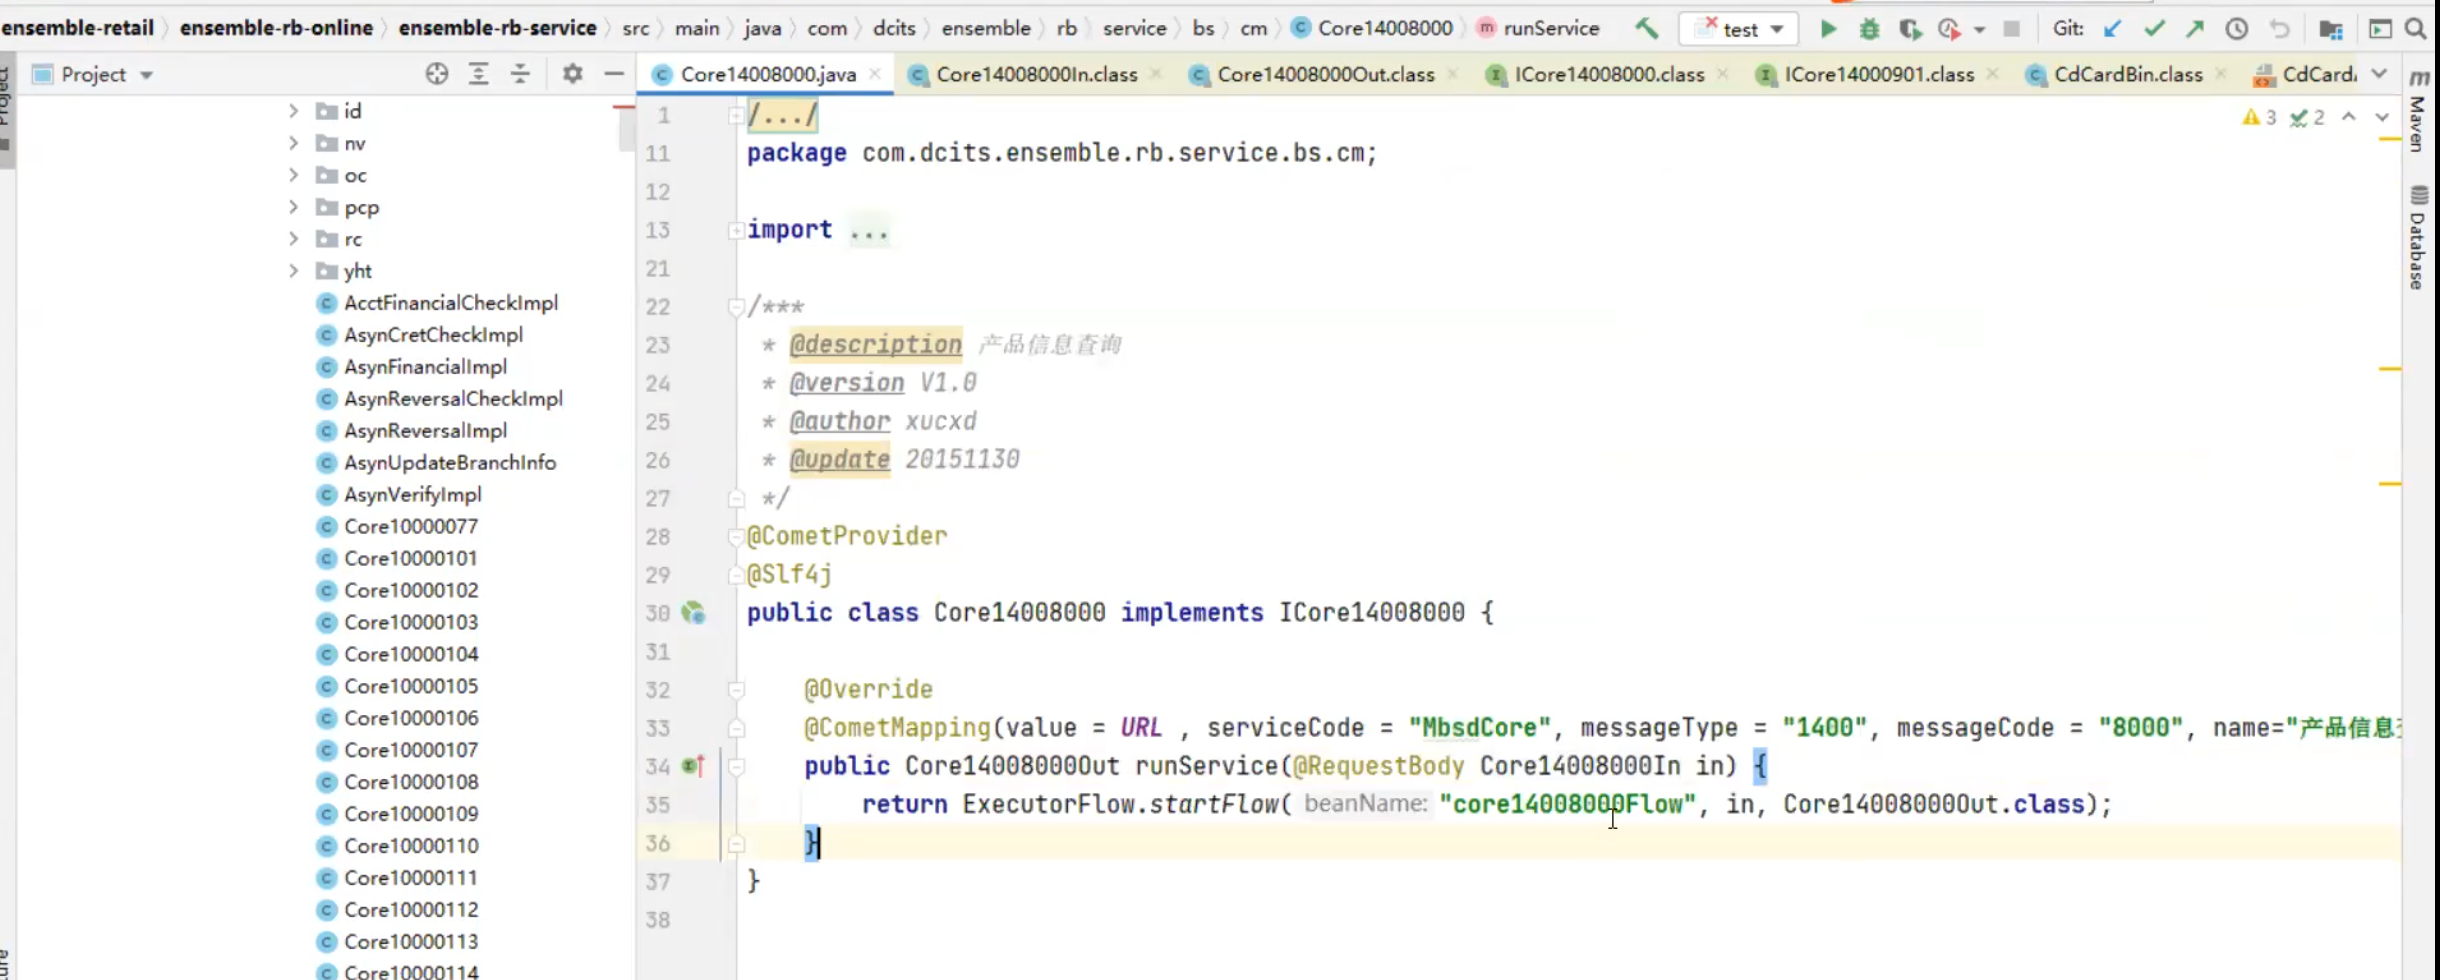 ensemble-retail > ensemble-rb-online > ensemble-rb-service > src > main > java > com > dcits > ensemble > rb > service > bs > cm > Core14008000 > runService test Git:
Project
Core14008000.java Core14008000In.class Core14008000Out.class ICore14008000.class ICore14000901.class CdCardBin.class CdCard
Project
Maven
Database
id
nv
oc
pcp
rc
yht
AcctFinancialCheckImpl
AsynCretCheckImpl
AsynFinancialImpl
AsynReversalCheckImpl
AsynReversalImpl
AsynUpdateBranchInfo
AsynVerifyImpl
Core10000077
Core10000101
Core10000102
Core10000103
Core10000104
Core10000105
Core10000106
Core10000107
Core10000108
Core10000109
Core10000110
Core10000111
Core10000112
Core10000113
Core10000114
3 2
1 /.../
11 package com.dcits.ensemble.rb.service.bs.cm;
12
13 import ...
21
22 /***
23 * @description 产品信息查询
24 * @version V1.0
25 * @author xucxd
26 * @update 20151130
27 */
28 @CometProvider
29 @Slf4j
30 public class Core14008000 implements ICore14008000 {
31
32 @Override
33 @CometMapping(value = URL , serviceCode = "MbsdCore", messageType = "1400", messageCode = "8000", name="产品信息
34 public Core14008000Out runService(@RequestBody Core14008000In in) {
35 return ExecutorFlow.startFlow( beanName: "core14008000Flow", in, Core14008000Out.class);
36 }
37 }
38